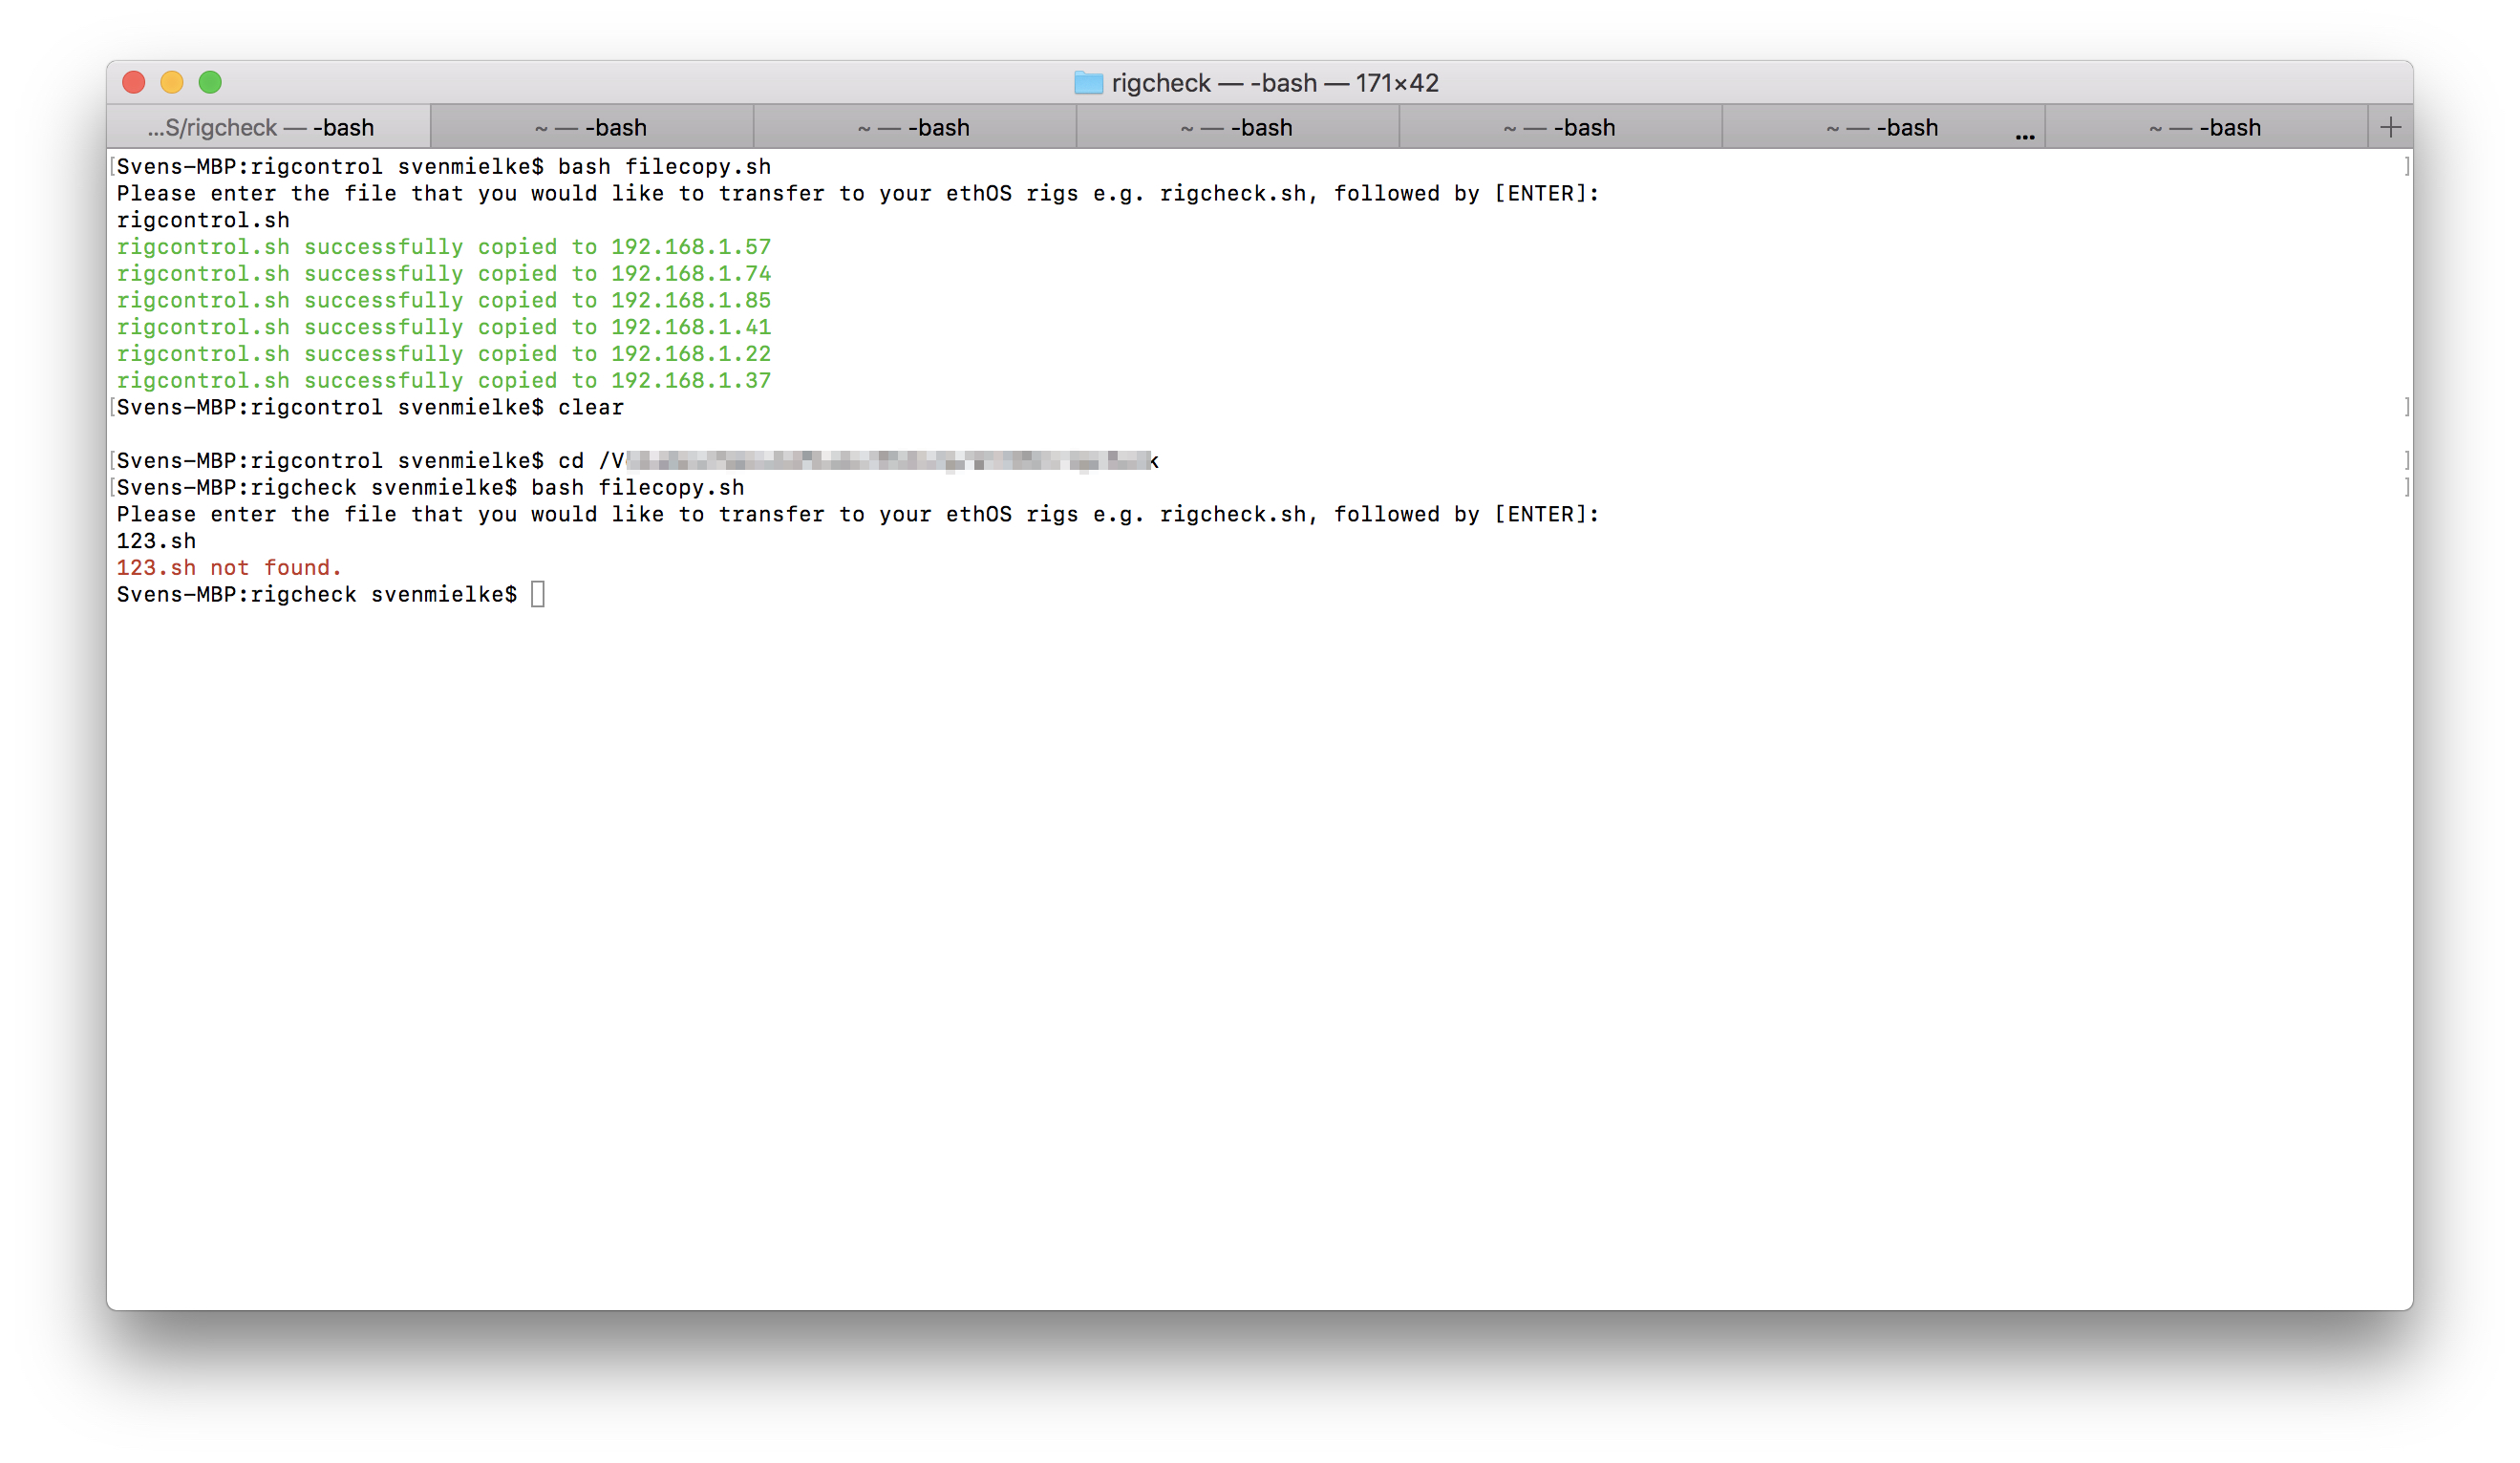 rigcheck — -bash — 171×42
...S/rigcheck — -bash ~ — -bash ~ — -bash ~ — -bash ~ — -bash ~ — -bash ... ~ — -bash +
[Svens-MBP:rigcontrol svenmielke$ bash filecopy.sh ]
Please enter the file that you would like to transfer to your ethOS rigs e.g. rigcheck.sh, followed by [ENTER]:
rigcontrol.sh
rigcontrol.sh successfully copied to 192.168.1.57
rigcontrol.sh successfully copied to 192.168.1.74
rigcontrol.sh successfully copied to 192.168.1.85
rigcontrol.sh successfully copied to 192.168.1.41
rigcontrol.sh successfully copied to 192.168.1.22
rigcontrol.sh successfully copied to 192.168.1.37
[Svens-MBP:rigcontrol svenmielke$ clear ]
[Svens-MBP:rigcontrol svenmielke$ cd ]
[Svens-MBP:rigcheck svenmielke$ bash filecopy.sh ]
Please enter the file that you would like to transfer to your ethOS rigs e.g. rigcheck.sh, followed by [ENTER]:
123.sh
123.sh not found.
Svens-MBP:rigcheck svenmielke$